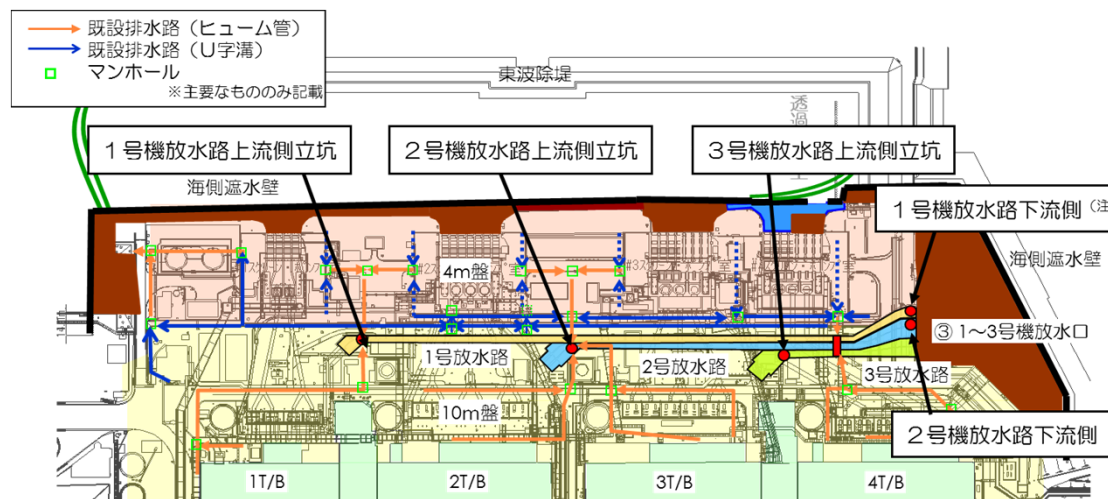 既設排水路（ヒューム管）
既設排水路（U字溝）
マンホール
※主要なもののみ記載
東波除堤
１号機放水路上流側立坑
２号機放水路上流側立坑
３号機放水路上流側立坑
海側遮水壁
１号機放水路下流側（注
海側遮水壁
4m盤
③ 1～3号機放水口
1号放水路
2号放水路
3号放水路
10m盤
２号機放水路下流側
1T/B
2T/B
3T/B
4T/B